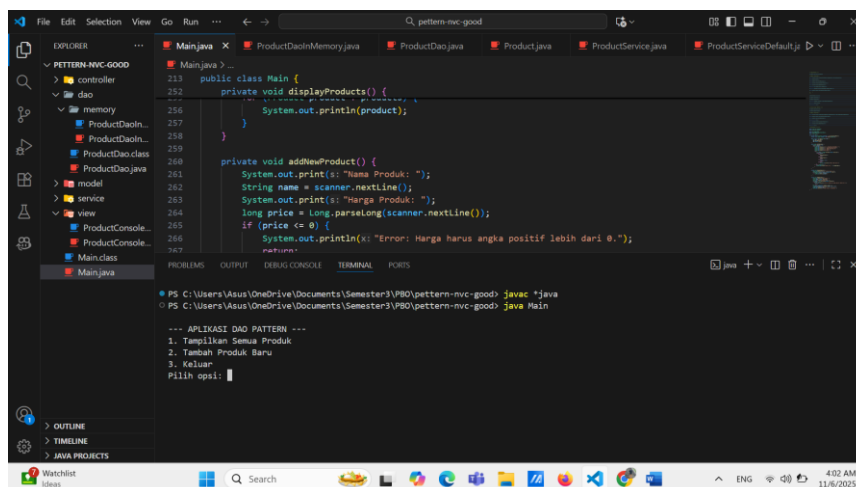 File Edit Selection View Go Run ··· pettern-nvc-good
EXPLORER ···
Main.java ProductDaoInMemory.java ProductDao.java Product.java ProductService.java ProductServiceDefault.ja
PETTERN-NVC-GOOD
controller
dao
memory
ProductDaoIn...
ProductDaoIn...
ProductDao.class
ProductDao.java
model
service
view
ProductConsole...
ProductConsole...
Main.class
Main.java
OUTLINE
TIMELINE
JAVA PROJECTS
Main.java > ...
213 public class Main {
252 private void displayProducts() {
256 System.out.println(product);
257 }
258 }
259
260 private void addNewProduct() {
261 System.out.print(s: "Nama Produk: ");
262 String name = scanner.nextLine();
263 System.out.print(s: "Harga Produk: ");
264 long price = Long.parseLong(scanner.nextLine());
265 if (price <= 0) {
266 System.out.println(x: "Error: Harga harus angka positif lebih dari 0.");
267 return;
PROBLEMS OUTPUT DEBUG CONSOLE TERMINAL PORTS java
PS C:\Users\Asus\OneDrive\Documents\Semester3\PBO\pettern-nvc-good> javac *java
PS C:\Users\Asus\OneDrive\Documents\Semester3\PBO\pettern-nvc-good> java Main
--- APLIKASI DAO PATTERN ---
1. Tampilkan Semua Produk
2. Tambah Produk Baru
3. Keluar
Pilih opsi:
1
7
Watchlist
Ideas
Search
ENG
4:02 AM
11/6/2025